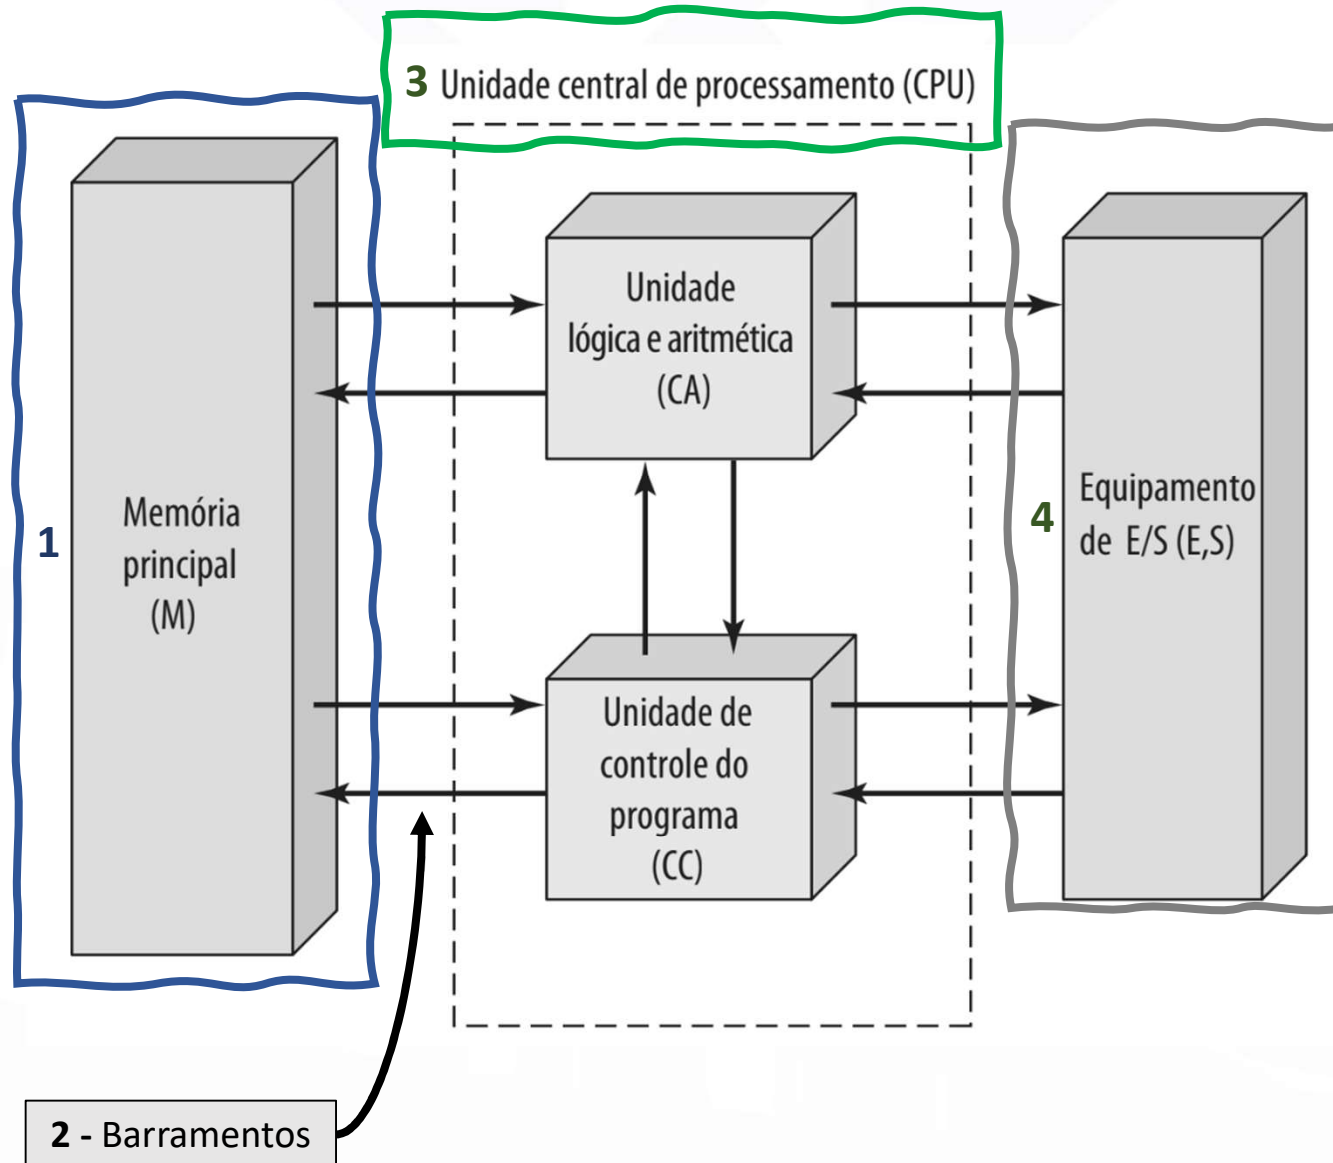 3 Unidade central de processamento (CPU)
1
Memória
principal
(M)
Unidade
lógica e aritmética
(CA)
Unidade de
controle do
programa
(CC)
4
Equipamento
de E/S (E,S)
2 - Barramentos